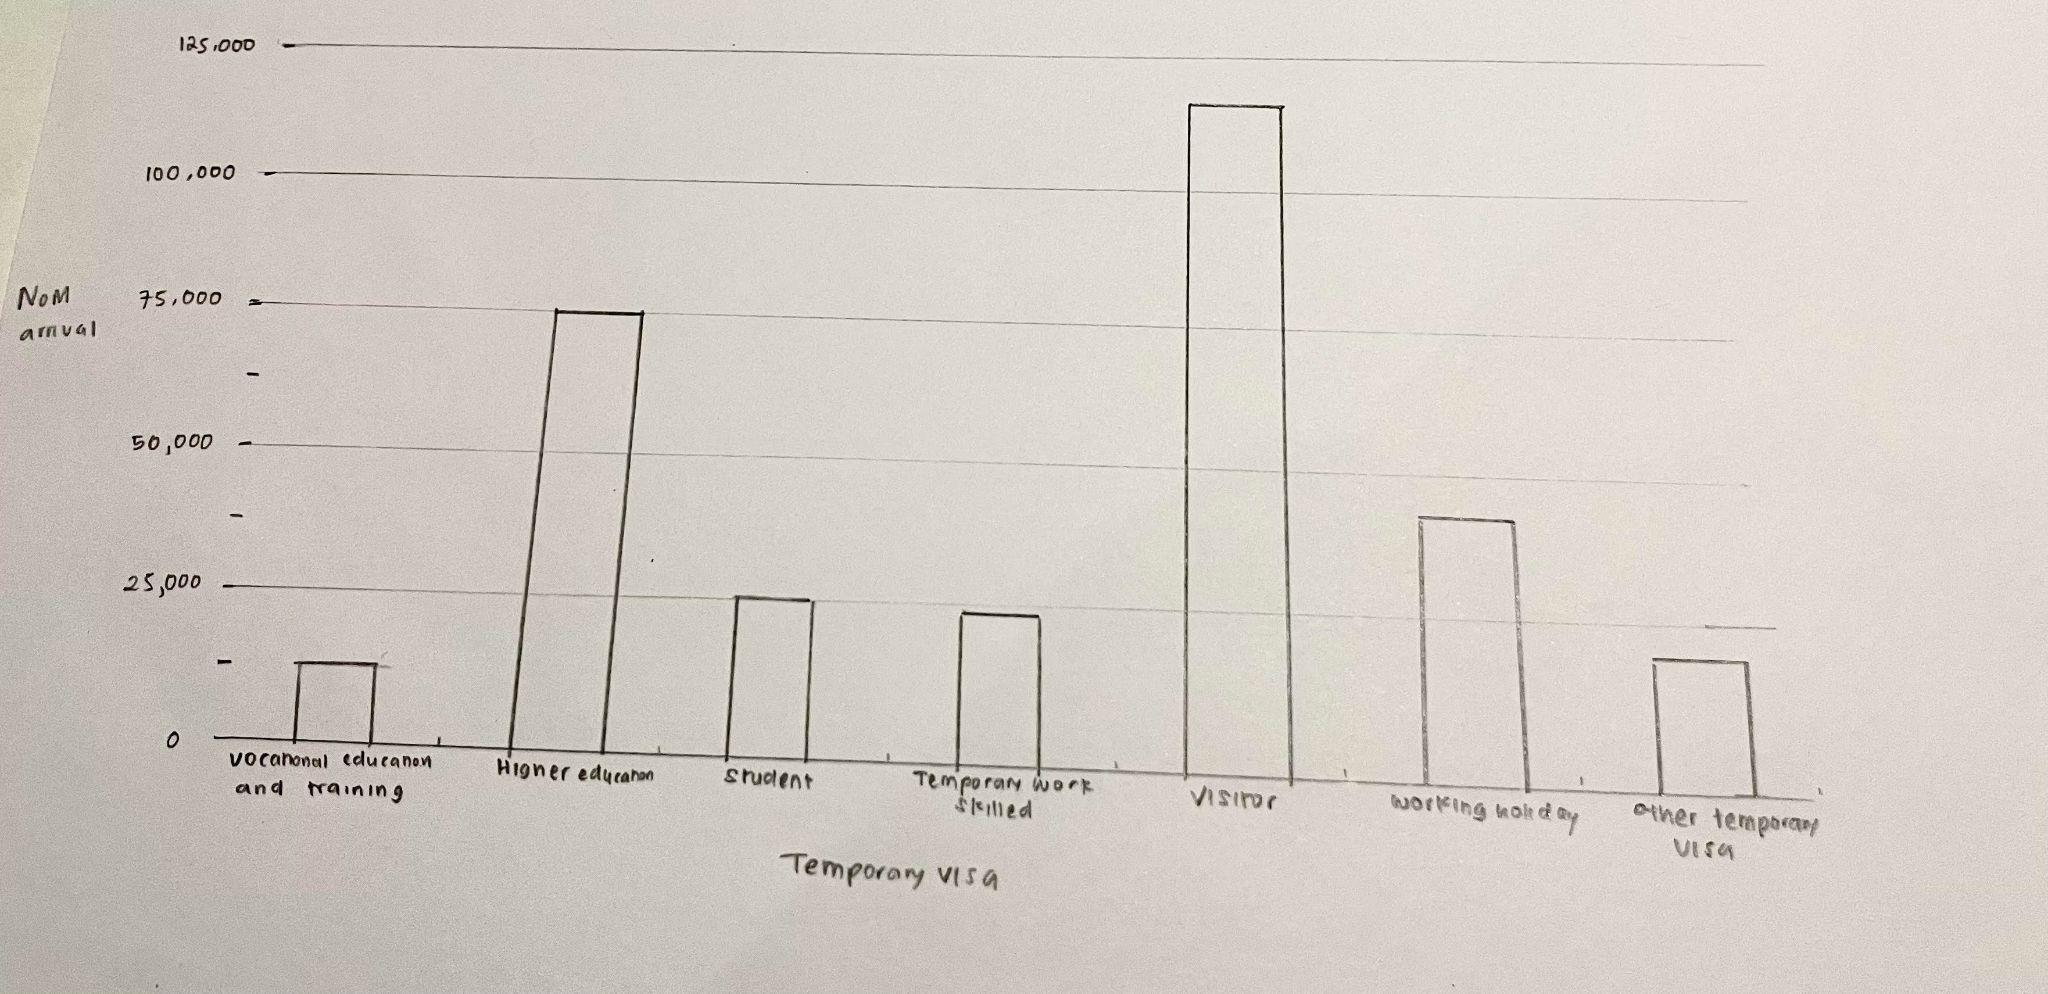 125,000
100,000
NOM
arrival
75,000
50,000
25,000
0
vocational education
and training
Higher education
student
Temporary work
skilled
Visitor
working holiday
other temporary
visa
Temporary visa